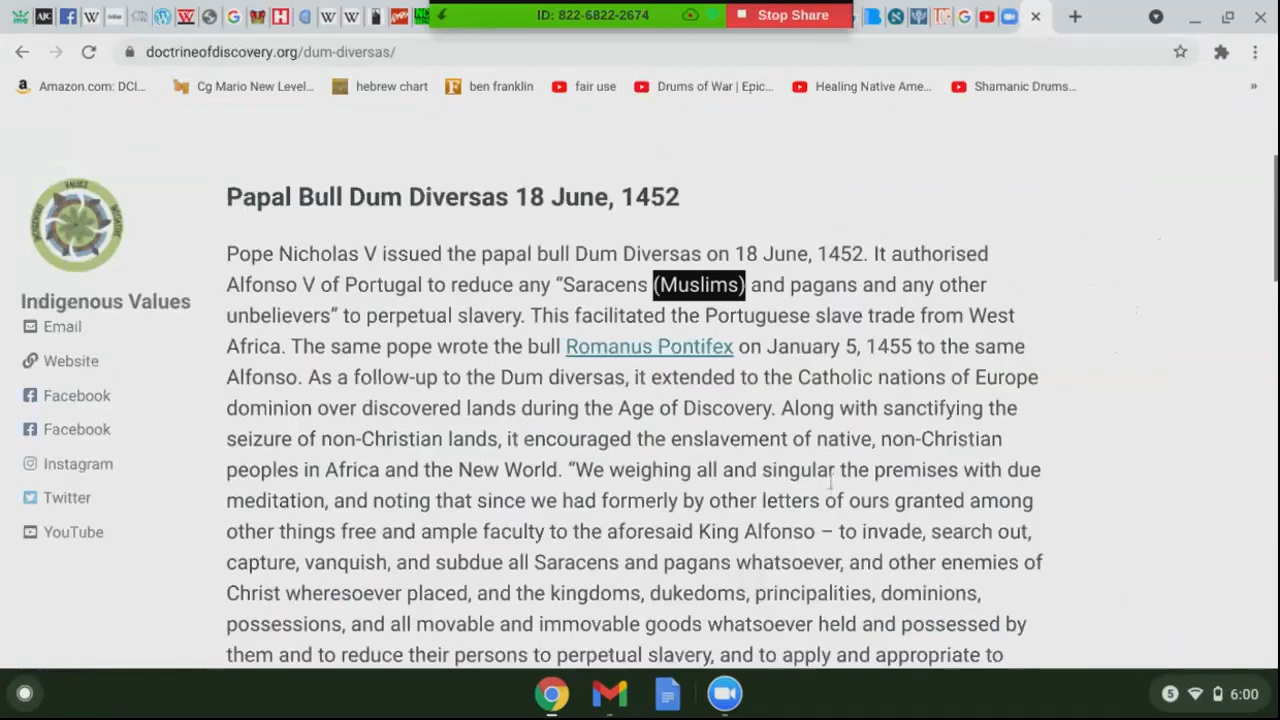 ID: 822-6822-2674
Stop Share
doctrineofdiscovery.org/dum-diversas/
Amazon.com: DCI...
Cg Mario New Level...
hebrew chart
ben franklin
fair use
Drums of War | Epic...
Healing Native Ame...
Shamanic Drums...
»
Papal Bull Dum Diversas 18 June, 1452
Pope Nicholas V issued the papal bull Dum Diversas on 18 June, 1452. It authorised
Alfonso V of Portugal to reduce any “Saracens (Muslims) and pagans and any other
unbelievers” to perpetual slavery. This facilitated the Portuguese slave trade from West
Africa. The same pope wrote the bull Romanus Pontifex on January 5, 1455 to the same
Alfonso. As a follow-up to the Dum diversas, it extended to the Catholic nations of Europe
dominion over discovered lands during the Age of Discovery. Along with sanctifying the
seizure of non-Christian lands, it encouraged the enslavement of native, non-Christian
peoples in Africa and the New World. “We weighing all and singular the premises with due
meditation, and noting that since we had formerly by other letters of ours granted among
other things free and ample faculty to the aforesaid King Alfonso – to invade, search out,
capture, vanquish, and subdue all Saracens and pagans whatsoever, and other enemies of
Christ wheresoever placed, and the kingdoms, dukedoms, principalities, dominions,
possessions, and all movable and immovable goods whatsoever held and possessed by
them and to reduce their persons to perpetual slavery, and to apply and appropriate to
Indigenous Values
Email
Website
Facebook
Facebook
Instagram
Twitter
YouTube
5
6:00